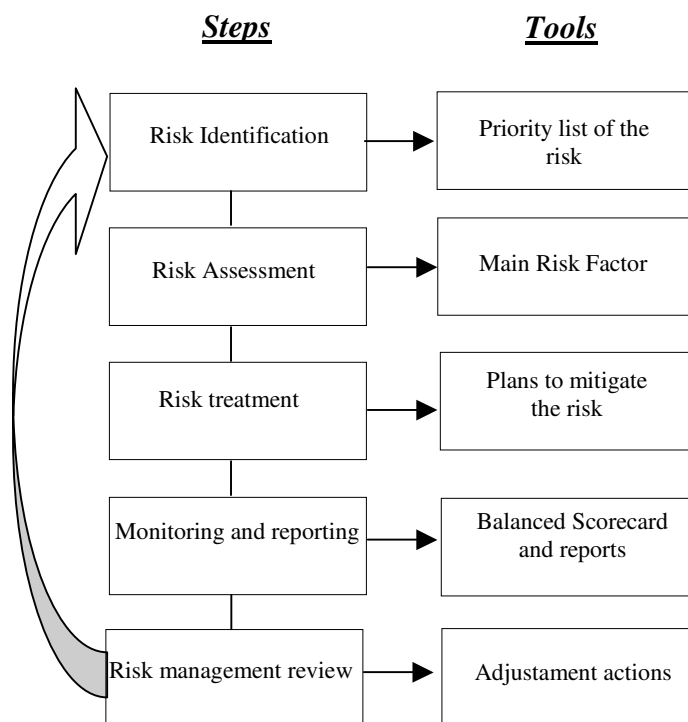 Steps
Tools
Risk Identification
Priority list of the
risk
Risk Assessment
Main Risk Factor
Risk treatment
Plans to mitigate
the risk
Monitoring and reporting
Balanced Scorecard
and reports
Risk management review
Adjustament actions